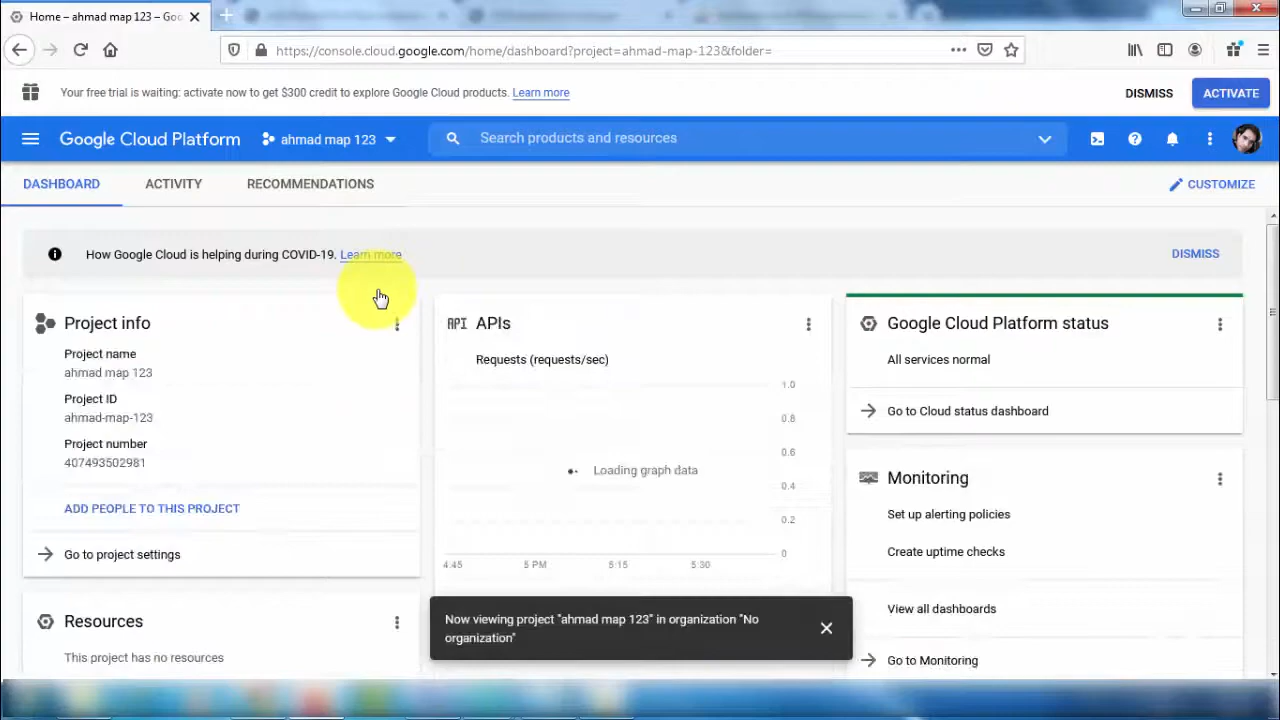 Home – ahmad map 123 – Goo
https://console.cloud.google.com/home/dashboard?project=ahmad-map-123&folder=
Your free trial is waiting: activate now to get $300 credit to explore Google Cloud products. Learn more
DISMISS
ACTIVATE
Google Cloud Platform
ahmad map 123
Search products and resources
DASHBOARD
ACTIVITY
RECOMMENDATIONS
CUSTOMIZE
How Google Cloud is helping during COVID-19. Learn more
DISMISS
Project info
Project name
ahmad map 123
Project ID
ahmad-map-123
Project number
407493502981
ADD PEOPLE TO THIS PROJECT
Go to project settings
Resources
This project has no resources
API APIs
Requests (requests/sec)
1.0
0.8
0.6
0.4
0.2
0
Loading graph data
4:45 5 PM 5:15 5:30
Google Cloud Platform status
All services normal
Go to Cloud status dashboard
Monitoring
Set up alerting policies
Create uptime checks
View all dashboards
Go to Monitoring
Now viewing project "ahmad map 123" in organization "No
organization"